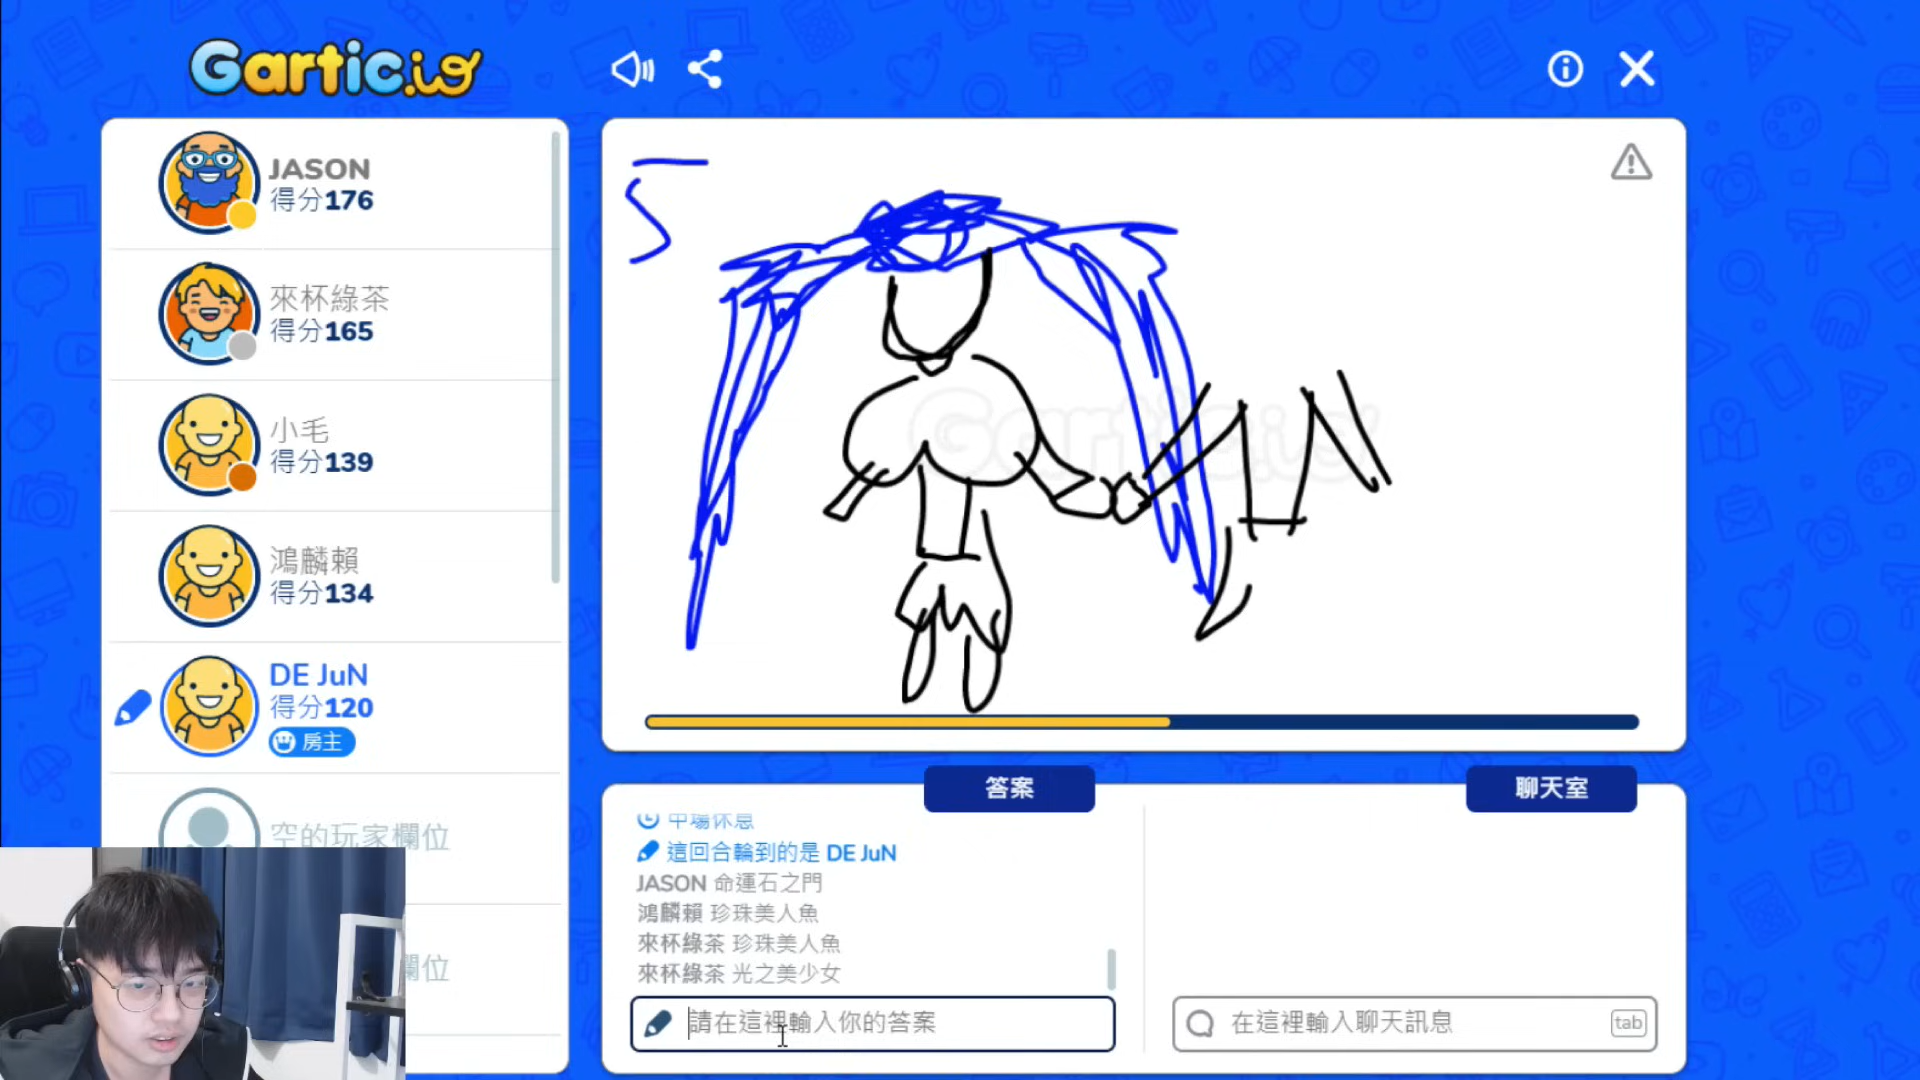 Gartic.io
JASON
得分176
來杯綠茶
得分165
小毛
得分139
鴻麟賴
得分134
DE JuN
得分120
房主
空的玩家欄位
欄位
5
Gartic.io
答案
聊天室
中場休息
這回合輪到的是 DE JuN
JASON 命運石之門
鴻麟賴 珍珠美人魚
來杯綠茶 珍珠美人魚
來杯綠茶 光之美少女
請在這裡輸入你的答案
在這裡輸入聊天訊息
tab